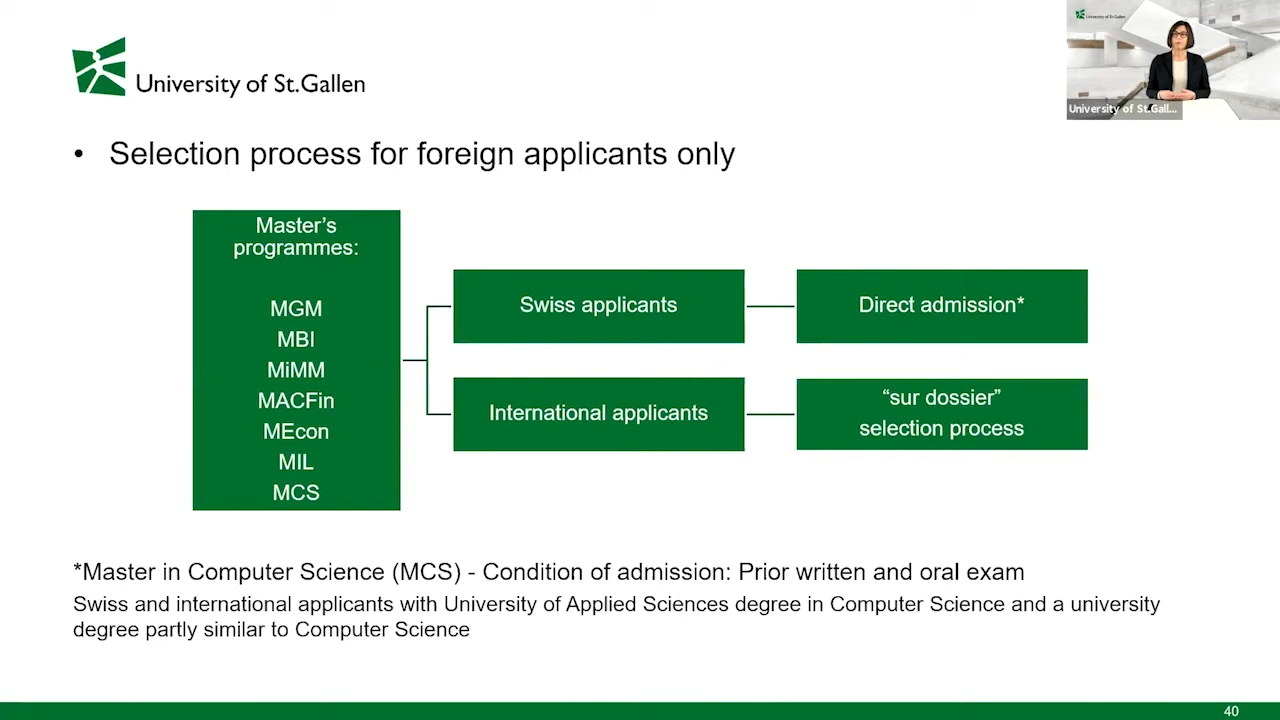 University of St.Gallen
University of St.Gallen
University of St.Gall...
• Selection process for foreign applicants only
Master’s
programmes:
MGM
MBI
MiMM
MACFin
MEcon
MIL
MCS
Swiss applicants
Direct admission*
International applicants
“sur dossier”
selection process
*Master in Computer Science (MCS) - Condition of admission: Prior written and oral exam
Swiss and international applicants with University of Applied Sciences degree in Computer Science and a university
degree partly similar to Computer Science
40